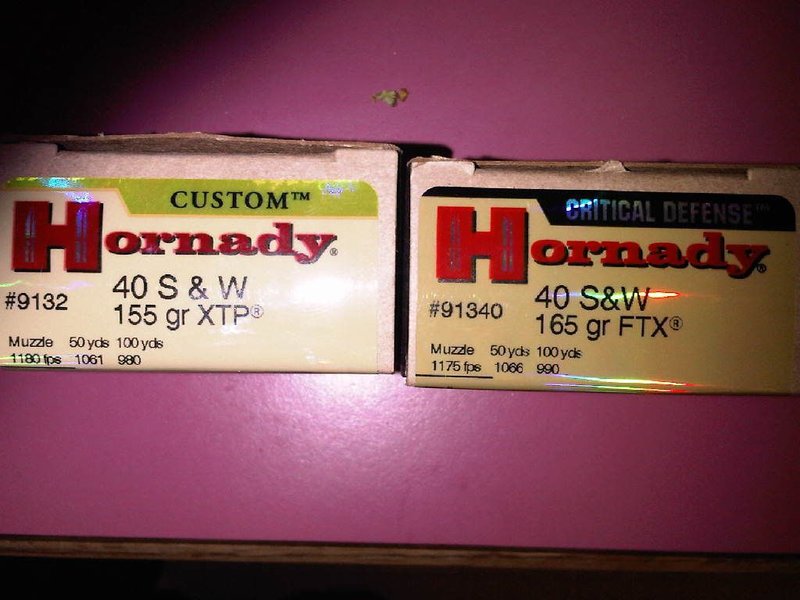 CUSTOM™
Hornady®
#9132
40 S & W
155 gr XTP®
Muzzle 50 yds 100 yds
1180 fps 1061 980
CRITICAL DEFENSE™
Hornady®
#91340
40 S&W
165 gr FTX®
Muzzle 50 yds 100 yds
1175 fps 1066 990